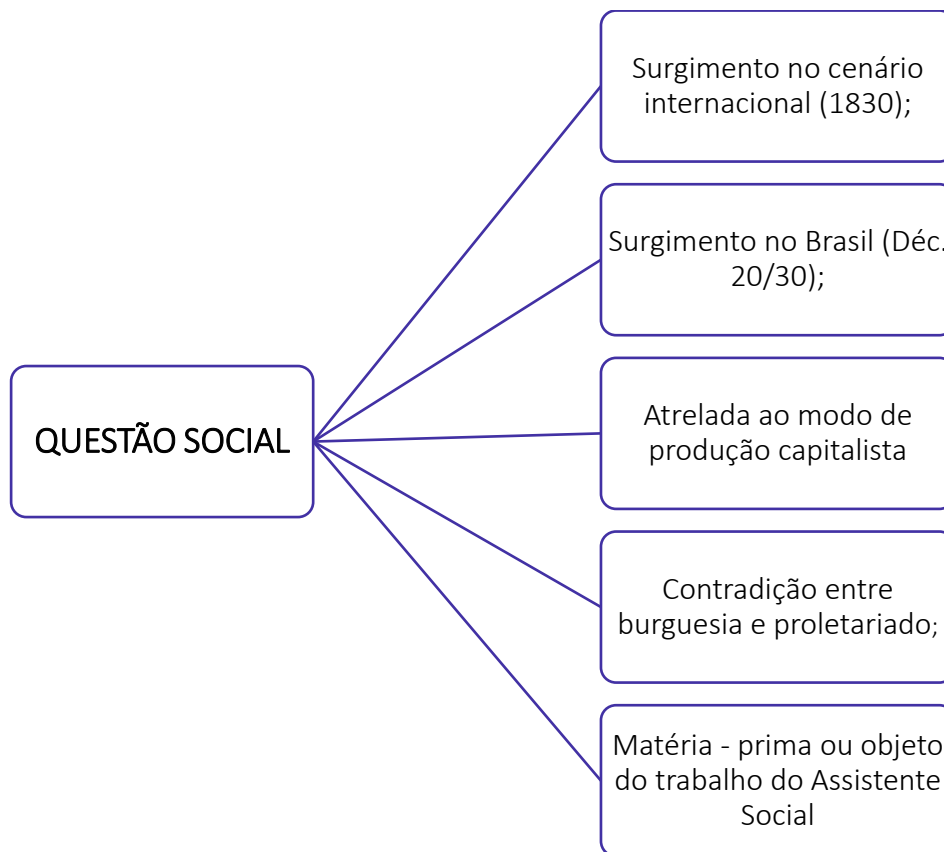 QUESTÃO SOCIAL
Surgimento no cenário
internacional (1830);
Surgimento no Brasil (Déc.
20/30);
Atrelada ao modo de
produção capitalista
Contradição entre
burguesia e proletariado;
Matéria - prima ou objeto
do trabalho do Assistente
Social